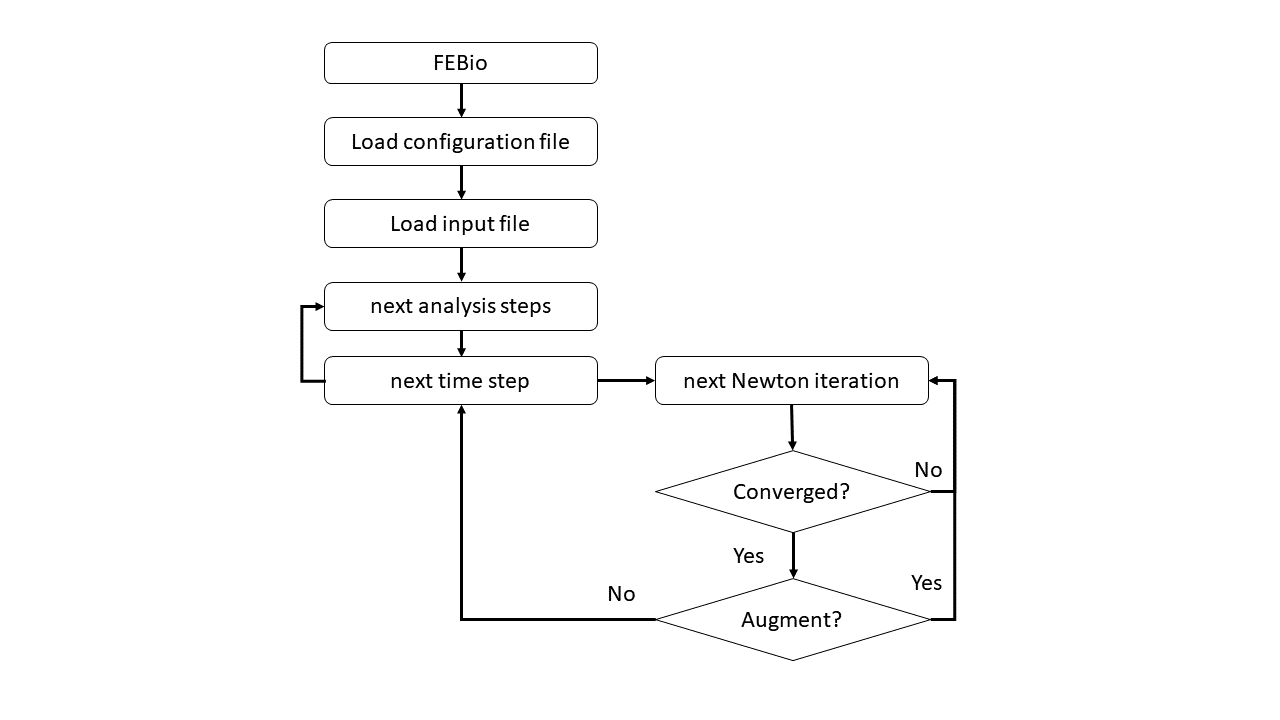 FEBio
Load configuration file
Load input file
next analysis steps
next time step
next Newton iteration
No
Converged?
Yes
Yes
No
Augment?